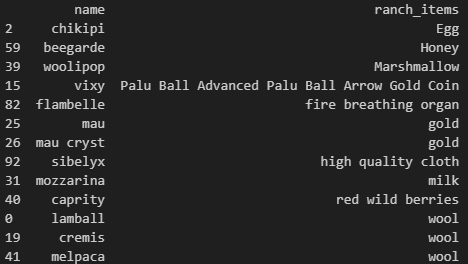 name ranch_items
2 chikipi Egg
59 beegarde Honey
39 woolipop Marshmallow
15 vixy Palu Ball Advanced Palu Ball Arrow Gold Coin
82 flambelle fire breathing organ
25 mau gold
26 mau cryst gold
92 sibelyx high quality cloth
31 mozzarina milk
40 caprity red wild berries
0 lamball wool
19 cremis wool
41 melpaca wool